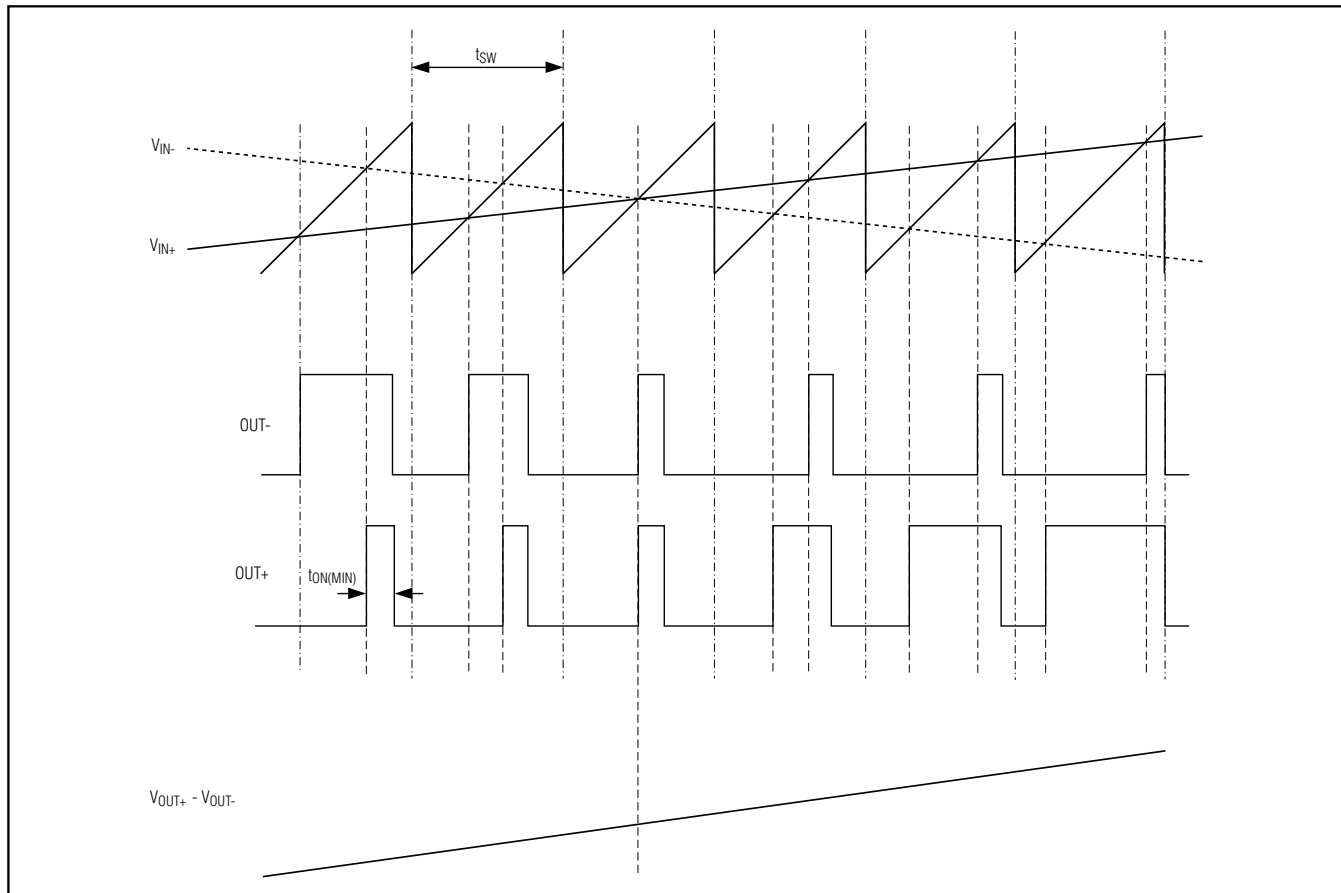 tSW
VIN-
VIN+
OUT-
OUT+
tON(MIN)
VOUT+ - VOUT-